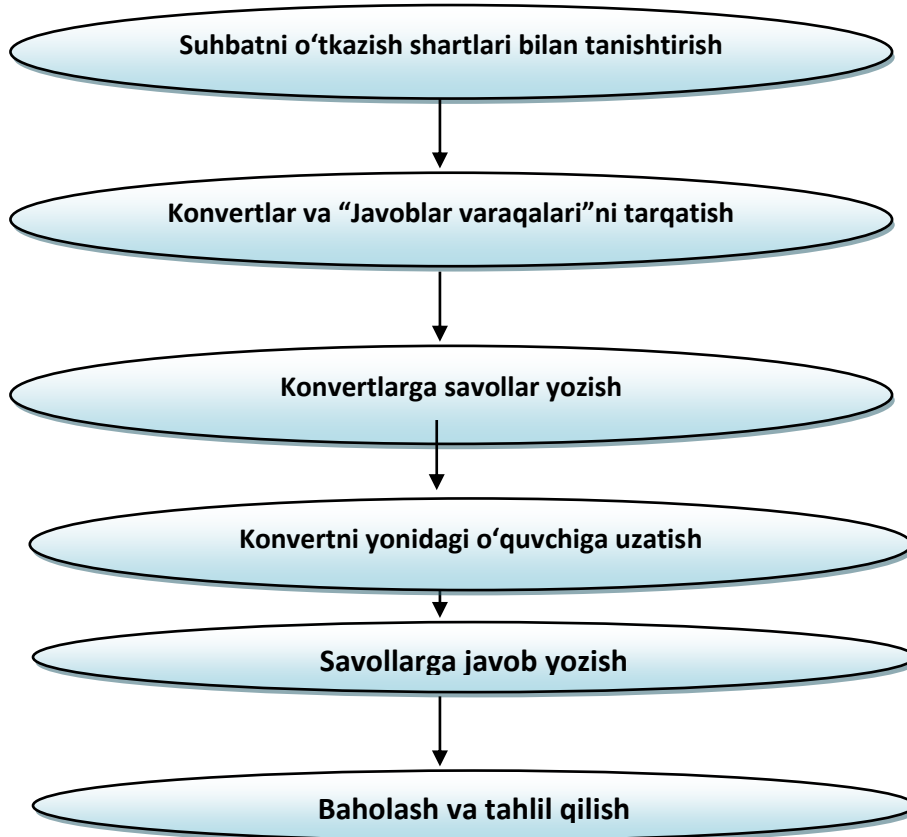 Suhbatni o‘tkazish shartlari bilan tanishtirish
Konvertlar va “Javoblar varaqalari”ni tarqatish
Konvertlarga savollar yozish
Konvertni yonidagi o‘quvchiga uzatish
Savollarga javob yozish
Baholash va tahlil qilish